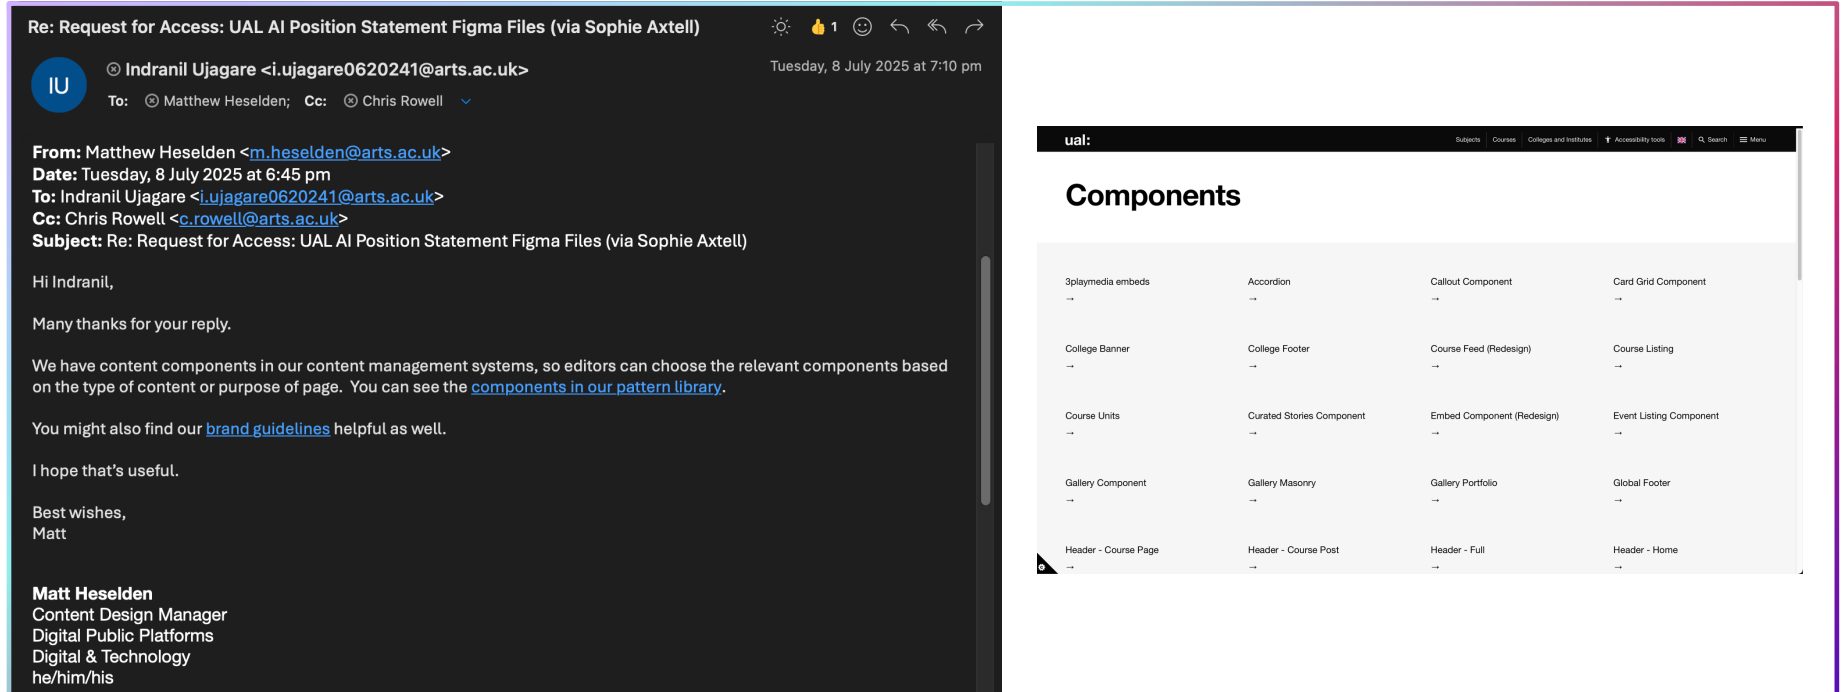 Re: Request for Access: UAL AI Position Statement Figma Files (via Sophie Axtell)
1
IU
Indranil Ujagare <i.ujagare0620241@arts.ac.uk>
Tuesday, 8 July 2025 at 7:10 pm
To: Matthew Heselden; Cc: Chris Rowell
From: Matthew Heselden <m.heselden@arts.ac.uk>
Date: Tuesday, 8 July 2025 at 6:45 pm
To: Indranil Ujagare <i.ujagare0620241@arts.ac.uk>
Cc: Chris Rowell <c.rowell@arts.ac.uk>
Subject: Re: Request for Access: UAL AI Position Statement Figma Files (via Sophie Axtell)
Hi Indranil,
Many thanks for your reply.
We have content components in our content management systems, so editors can choose the relevant components based
on the type of content or purpose of page. You can see the components in our pattern library.
You might also find our brand guidelines helpful as well.
I hope that's useful.
Best wishes,
Matt
Matt Heselden
Content Design Manager
Digital Public Platforms
Digital & Technology
he/him/his
ual:
Subjects Courses Colleges and Institutes Accessibility tools Search Menu
Components
3playmedia embeds Accordion Callout Component Card Grid Component
→ → → →
College Banner College Footer Course Feed (Redesign) Course Listing
→ → → →
Course Units Curated Stories Component Embed Component (Redesign) Event Listing Component
→ → → →
Gallery Component Gallery Masonry Gallery Portfolio Global Footer
→ → → →
Header - Course Page Header - Course Post Header - Full Header - Home
→ → → →